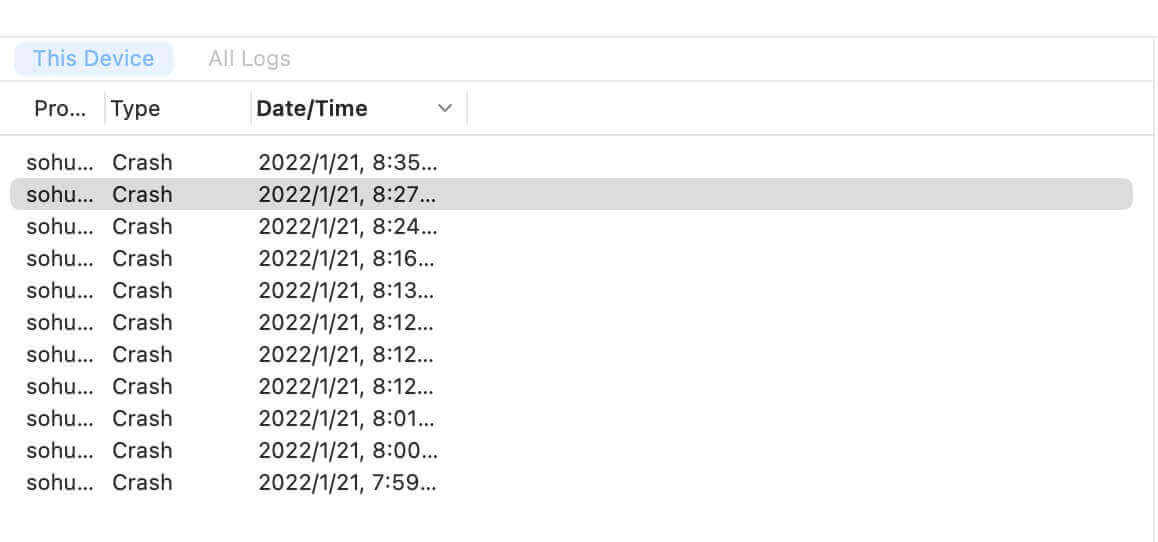 This Device All Logs
Pro... Type Date/Time
sohu... Crash 2022/1/21, 8:35...
sohu... Crash 2022/1/21, 8:27...
sohu... Crash 2022/1/21, 8:24...
sohu... Crash 2022/1/21, 8:16...
sohu... Crash 2022/1/21, 8:13...
sohu... Crash 2022/1/21, 8:12...
sohu... Crash 2022/1/21, 8:12...
sohu... Crash 2022/1/21, 8:12...
sohu... Crash 2022/1/21, 8:01...
sohu... Crash 2022/1/21, 8:00...
sohu... Crash 2022/1/21, 7:59...